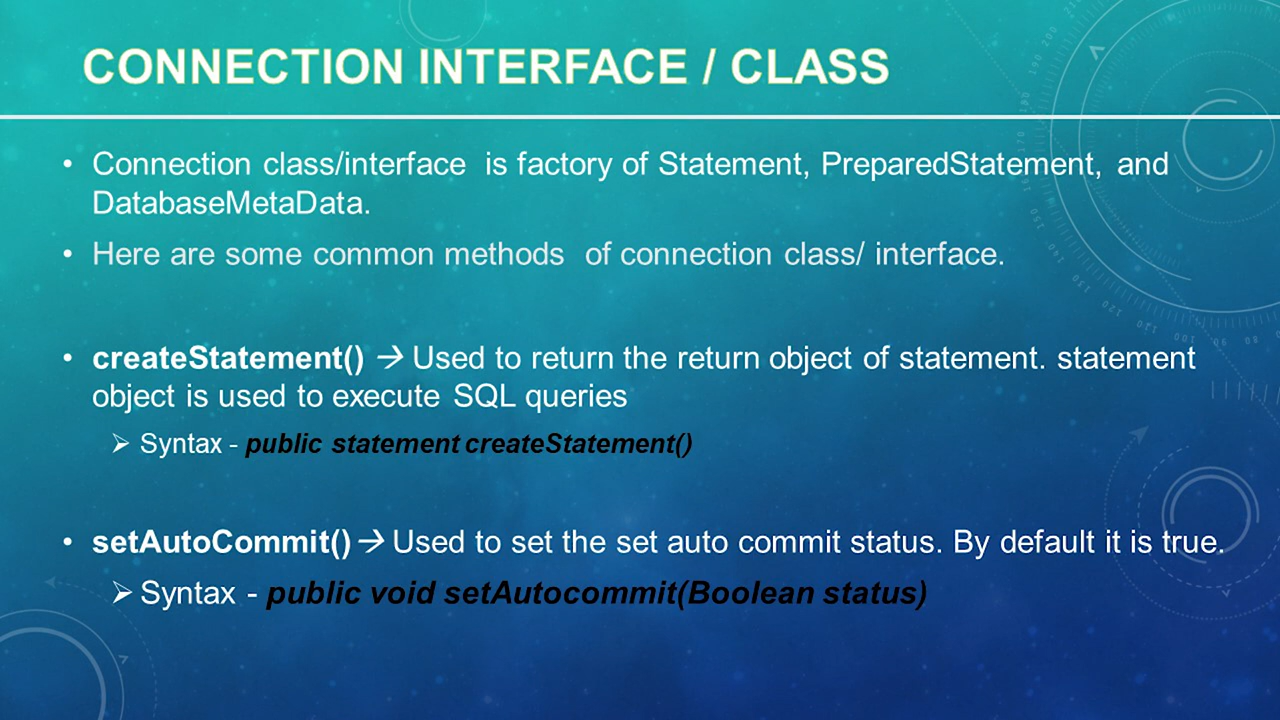 CONNECTION INTERFACE / CLASS
• Connection class/interface is factory of Statement, PreparedStatement, and
DatabaseMetaData.
• Here are some common methods of connection class/ interface.
• createStatement() → Used to return the return object of statement. statement
object is used to execute SQL queries
➢ Syntax - public statement createStatement()
• setAutoCommit()→ Used to set the set auto commit status. By default it is true.
➢ Syntax - public void setAutocommit(Boolean status)